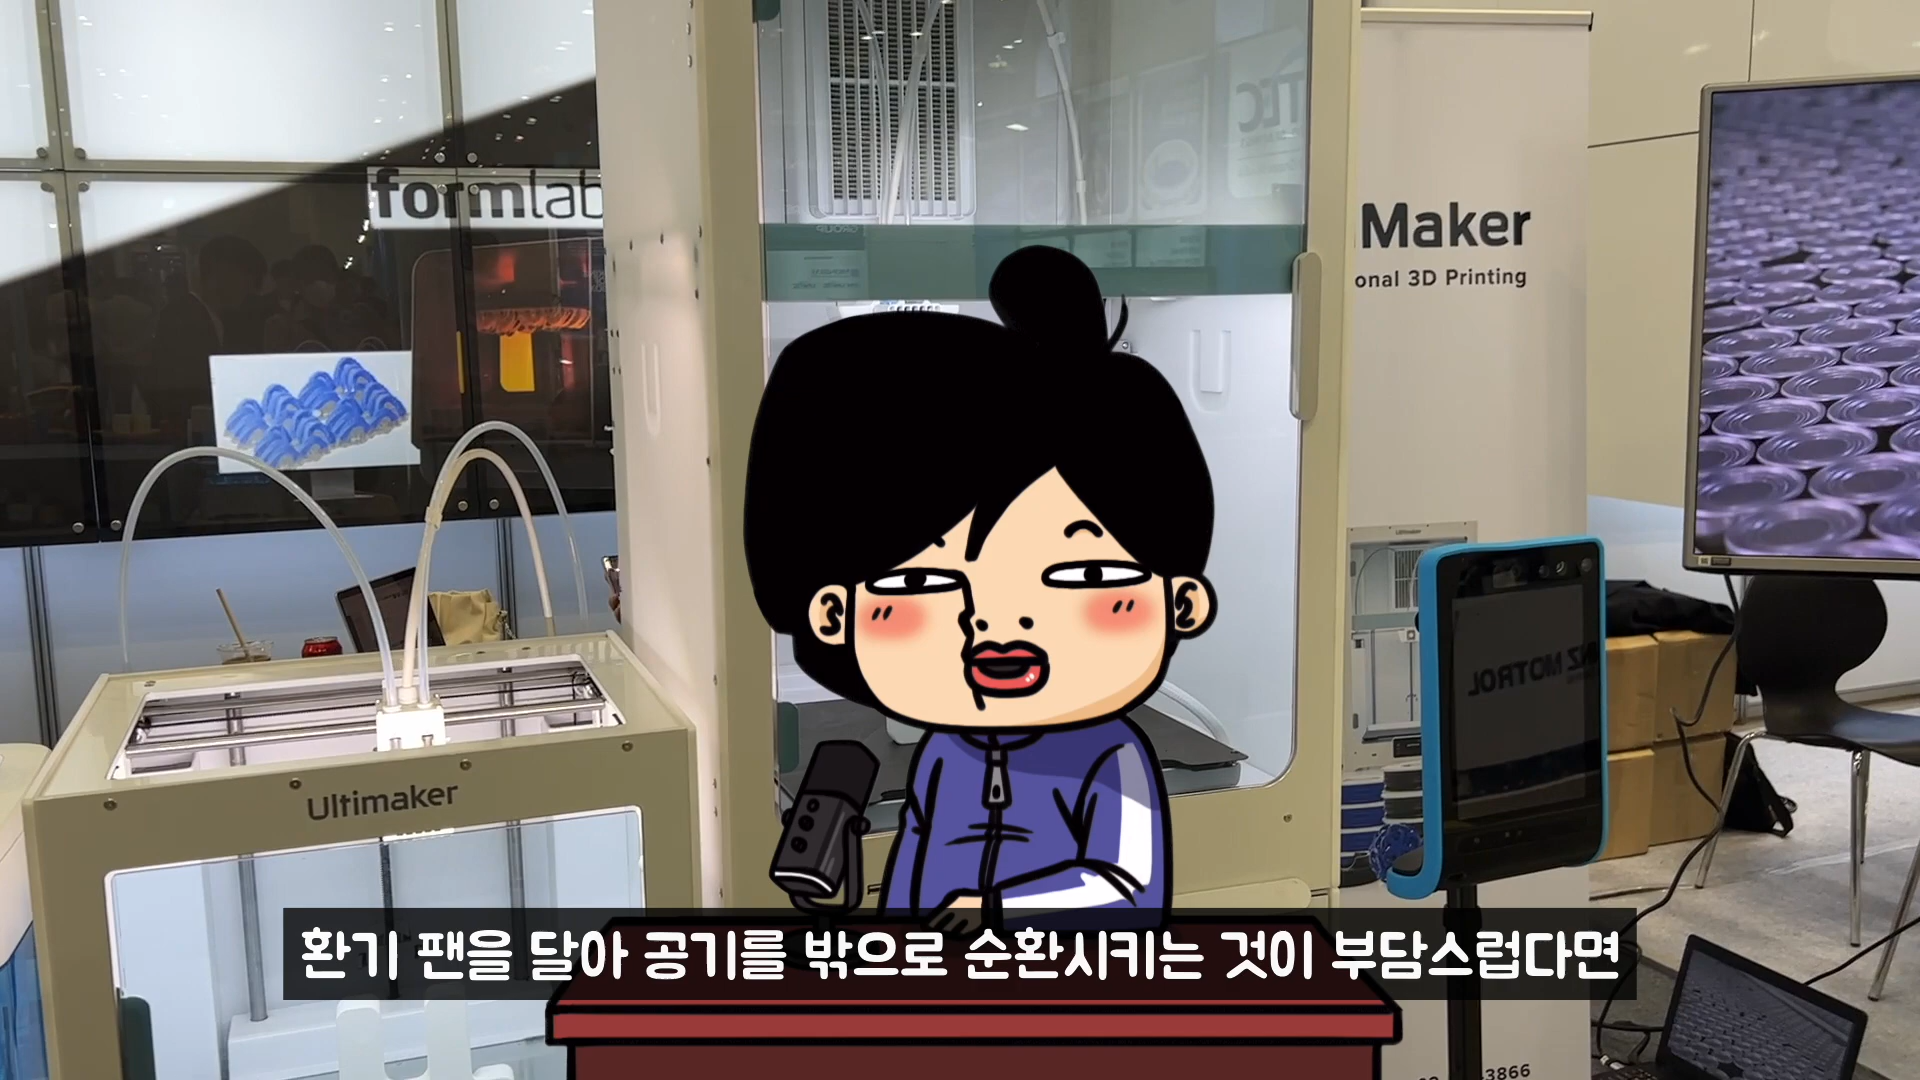 formlab
Maker
onal 3D Printing
Ultimaker
환기 팬을 달아 공기를 밖으로 순환시키는 것이 부담스럽다면
3866